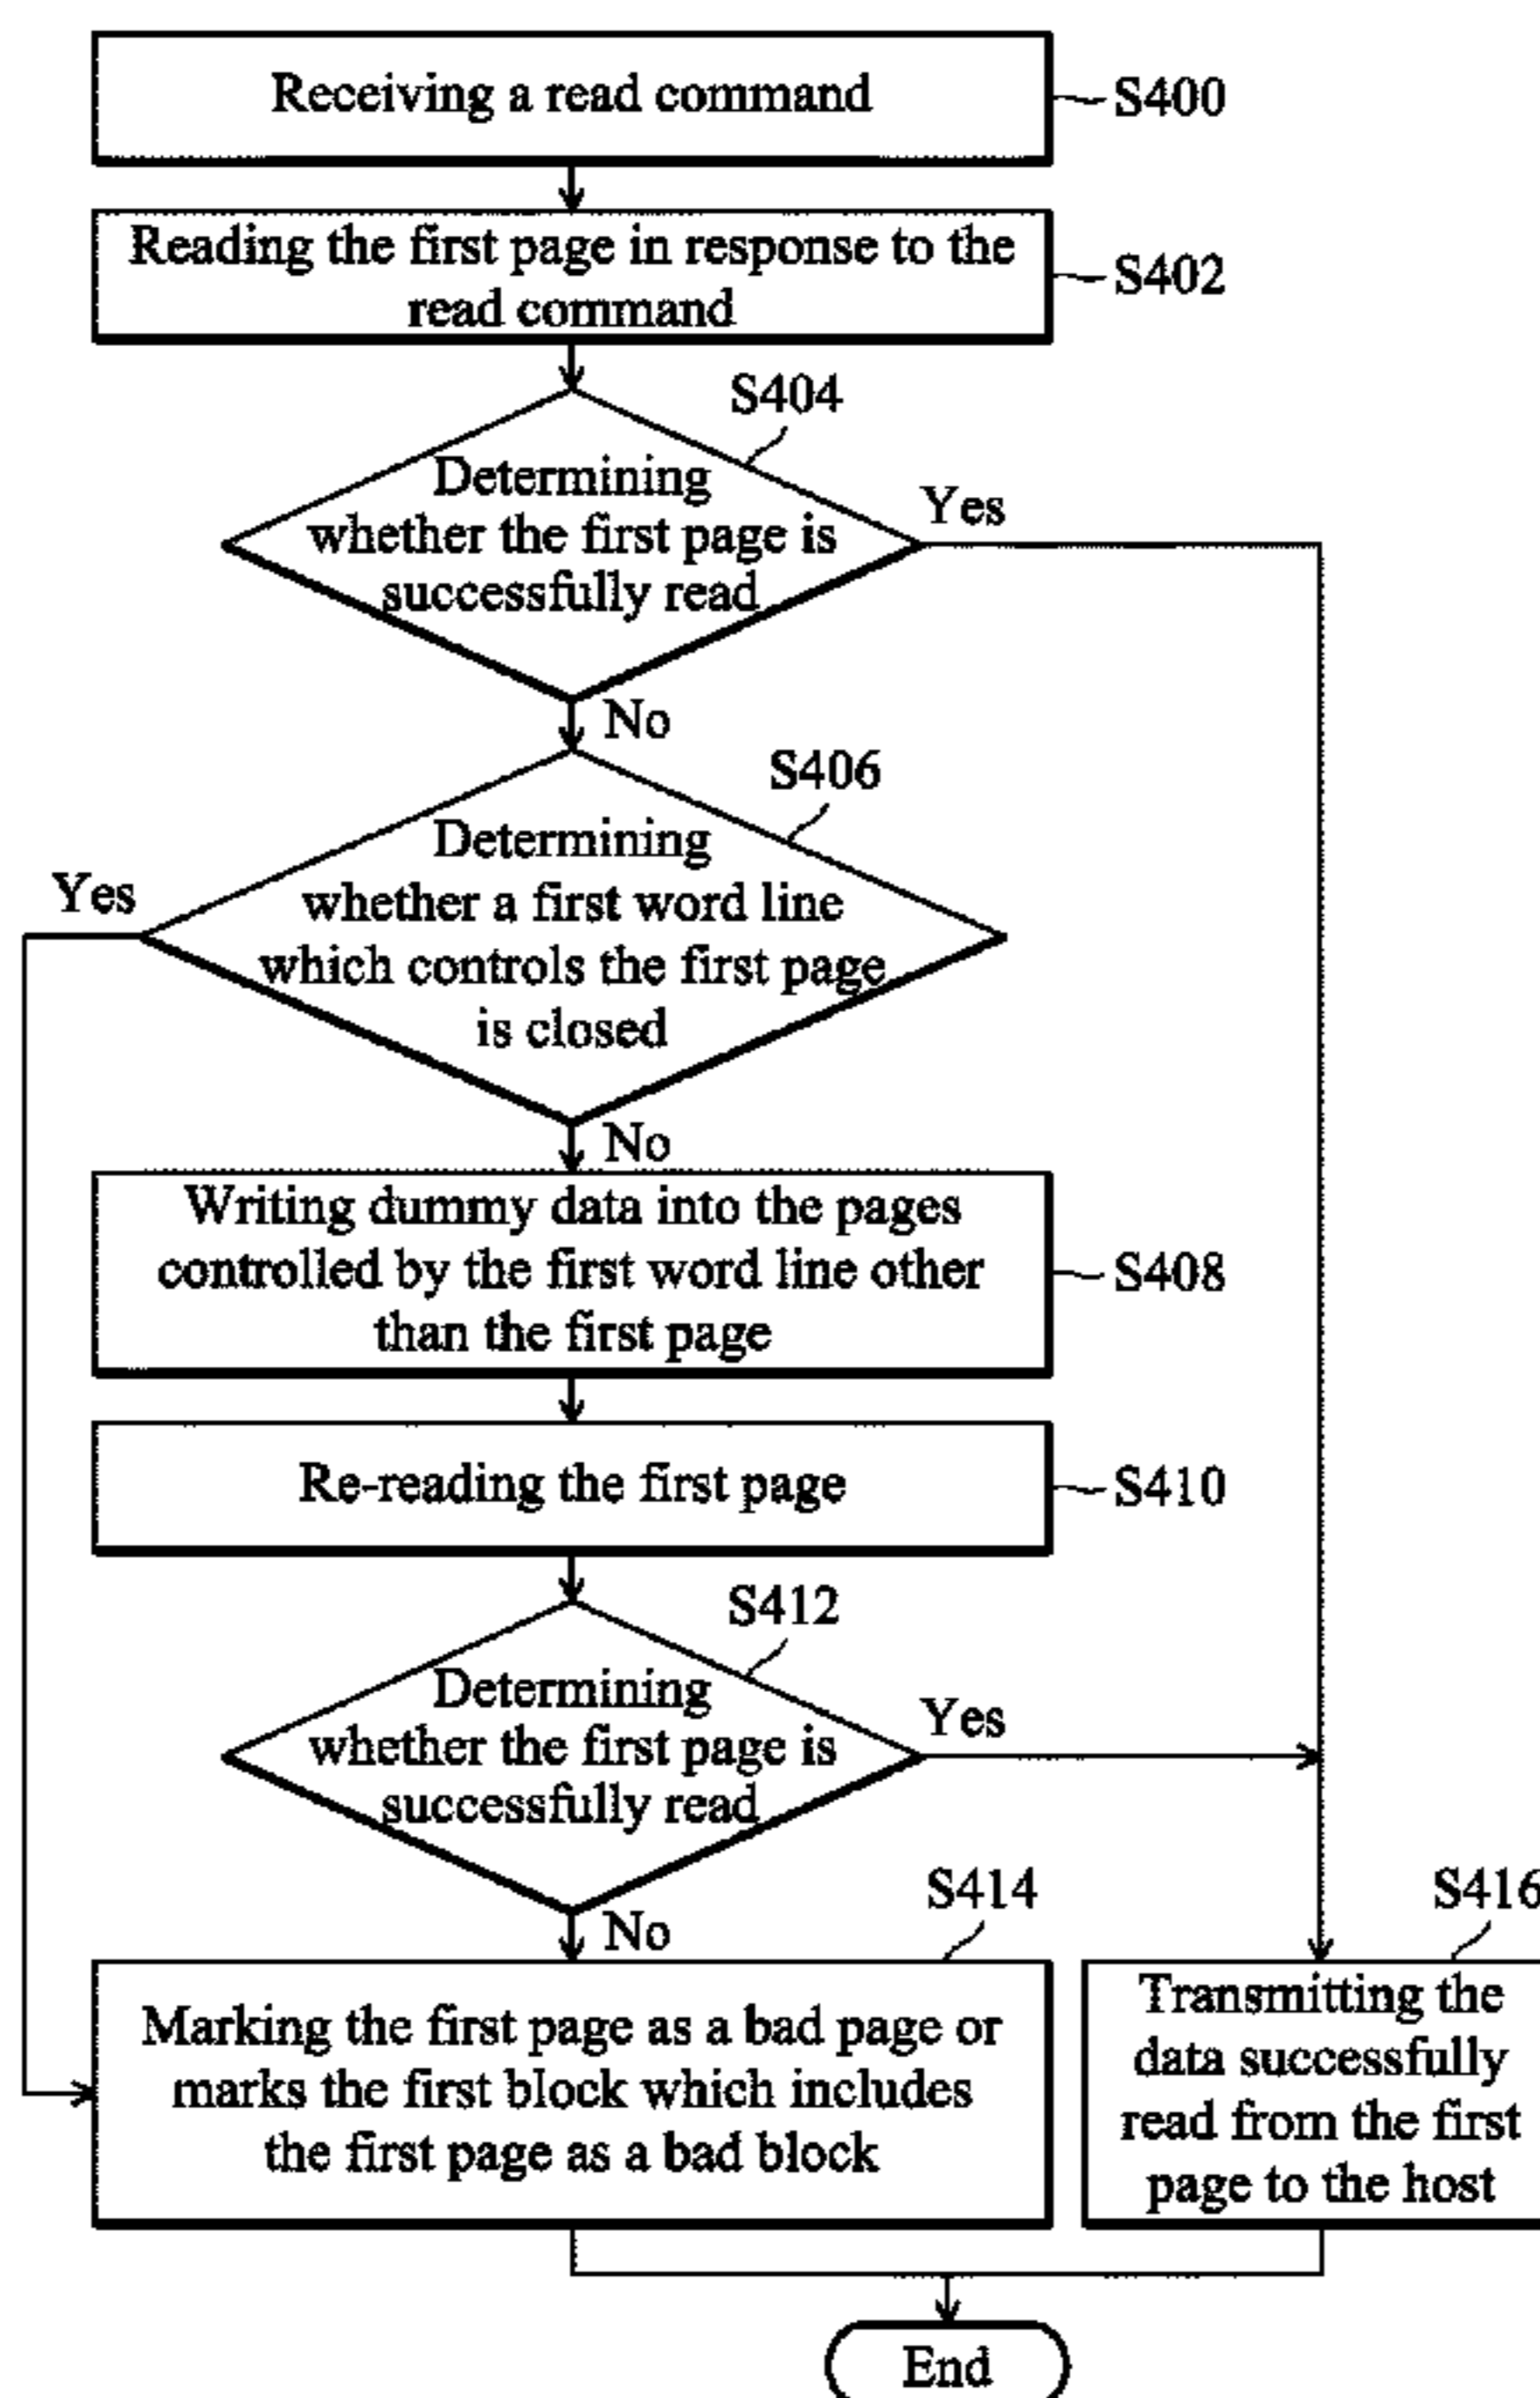 Receiving a read command
S400
Reading the first page in response to the
read command
S402
S404
Determining
whether the first page is
successfully read
Yes
No
S406
Determining
whether a first word line
which controls the first page
is closed
Yes
No
Writing dummy data into the pages
controlled by the first word line other
than the first page
S408
Re-reading the first page
S410
S412
Determining
whether the first page is
successfully read
Yes
No
S414
Marking the first page as a bad page or
marks the first block which includes
the first page as a bad block
S416
Transmitting the
data successfully
read from the first
page to the host
End